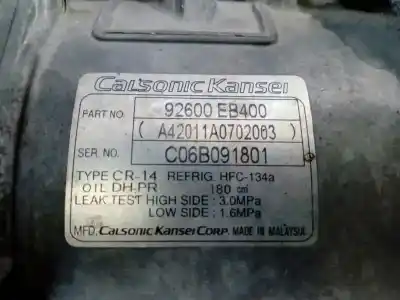 Calsonic Kansei
PART NO. 92600 EB400
( A42011A0702003 )
SER NO. C06B091801
TYPE CR-14 REFRIG. HFC-134a
OIL DH-PR 180 cm³
LEAK TEST HIGH SIDE : 3.0MPa
LOW SIDE : 1.6MPa
MFD. CALSONIC KANSEI CORP. MADE IN MALAYSIA